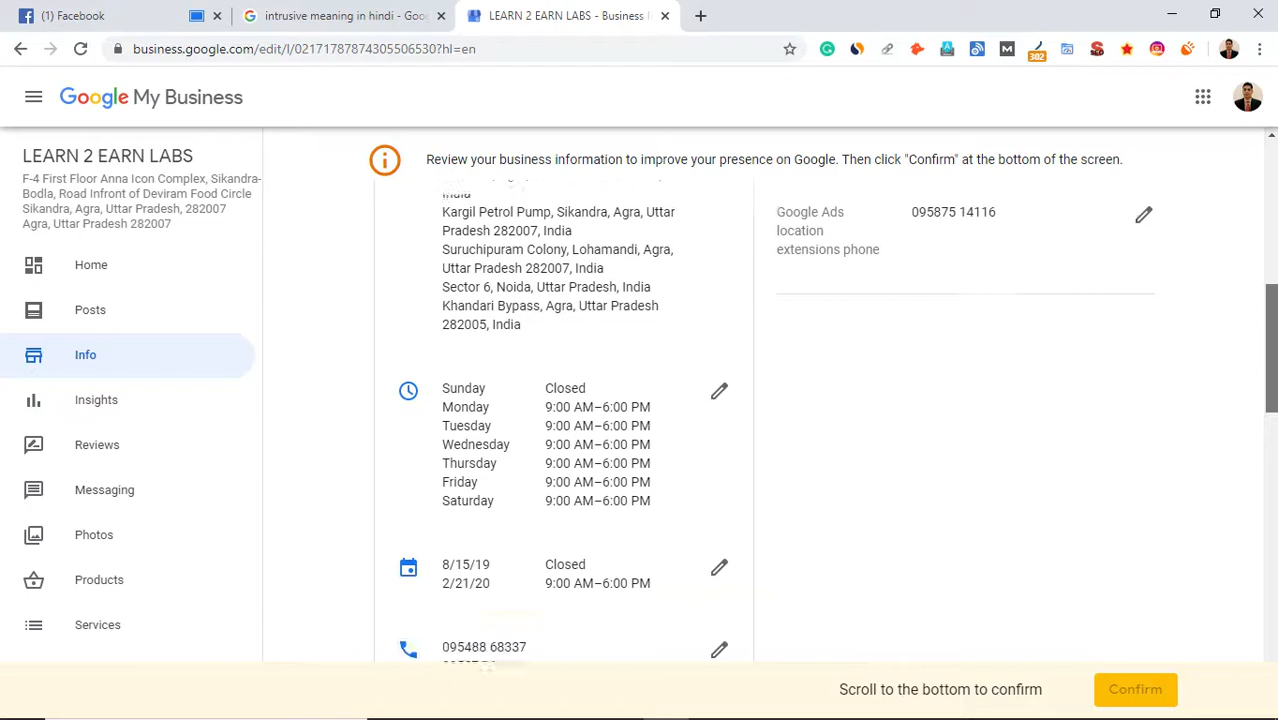 (1) Facebook
intrusive meaning in hindi - Goo
LEARN 2 EARN LABS - Business
business.google.com/edit/l/02171787874305506530?hl=en
302
Google My Business
LEARN 2 EARN LABS
F-4 First Floor Anna Icon Complex, Sikandra-
Bodla, Road Infront of Deviram Food Circle
Sikandra, Agra, Uttar Pradesh, 282007
Agra, Uttar Pradesh 282007
Home
Posts
Info
Insights
Reviews
Messaging
Photos
Products
Services
Review your business information to improve your presence on Google. Then click "Confirm" at the bottom of the screen.
India
Kargil Petrol Pump, Sikandra, Agra, Uttar
Pradesh 282007, India
Suruchipuram Colony, Lohamandi, Agra,
Uttar Pradesh 282007, India
Sector 6, Noida, Uttar Pradesh, India
Khandari Bypass, Agra, Uttar Pradesh
282005, India
Sunday Closed
Monday 9:00 AM–6:00 PM
Tuesday 9:00 AM–6:00 PM
Wednesday 9:00 AM–6:00 PM
Thursday 9:00 AM–6:00 PM
Friday 9:00 AM–6:00 PM
Saturday 9:00 AM–6:00 PM
8/15/19 Closed
2/21/20 9:00 AM–6:00 PM
095488 68337
Google Ads 095875 14116
location
extensions phone
Scroll to the bottom to confirm
Confirm